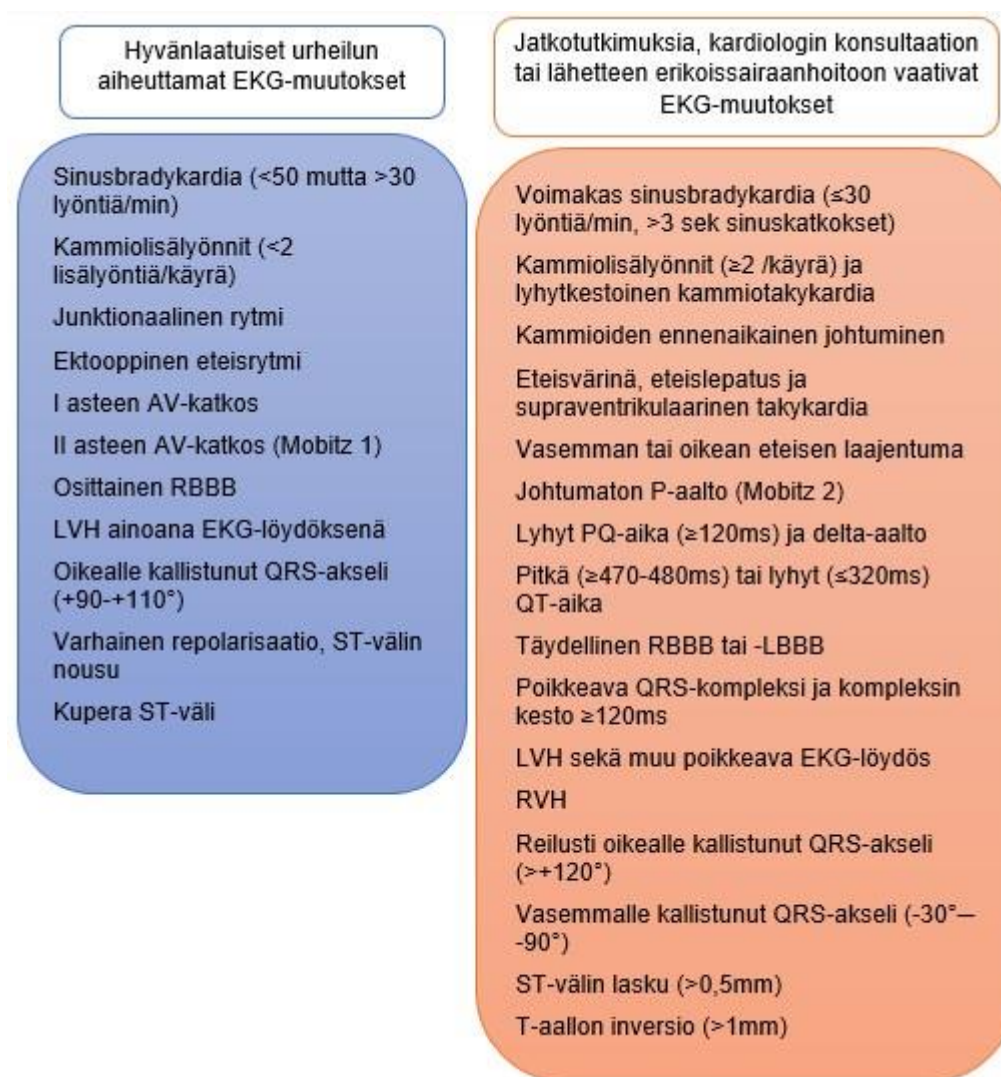 Hyvänlaatuiset urheilun
aiheuttamat EKG-muutokset
Sinusbradykardia (<50 mutta >30
lyöntiä/min)
Kammiolisälyönnit (<2
lisälyöntiä/käyrä)
Junktionaalinen rytmi
Ektooppinen eteisrytmi
I asteen AV-katkos
II asteen AV-katkos (Mobitz 1)
Osittainen RBBB
LVH ainoana EKG-löydöksenä
Oikealle kallistunut QRS-akseli
(+90-+110°)
Varhainen repolarisaatio, ST-välin
nousu
Kupera ST-väli
Jatkotutkimuksia, kardiologin konsultaation
tai lähetteen erikoissairaanhoitoon vaativat
EKG-muutokset
Voimakas sinusbradykardia (≤30
lyöntiä/min, >3 sek sinuskatkokset)
Kammiolisälyönnit (≥2 /käyrä) ja
lyhytkestoinen kammiotakykardia
Kammioiden ennenaikainen johtuminen
Eteisvärinä, eteislepatus ja
supraventrikulaarinen takykardia
Vasemman tai oikean eteisen laajentuma
Johtumaton P-aalto (Mobitz 2)
Lyhyt PQ-aika (≥120ms) ja delta-aalto
Pitkä (≥470-480ms) tai lyhyt (≤320ms)
QT-aika
Täydellinen RBBB tai -LBBB
Poikkeava QRS-kompleksi ja kompleksin
kesto ≥120ms
LVH sekä muu poikkeava EKG-löydös
RVH
Reilusti oikealle kallistunut QRS-akseli
(>+120°)
Vasemmalle kallistunut QRS-akseli (-30°–
-90°)
ST-välin lasku (>0,5mm)
T-aallon inversio (>1mm)